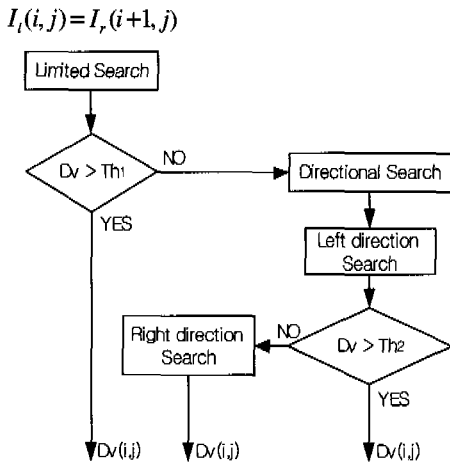 I_l(i, j) = I_r(i+1, j)
Limited Search
Dv > Th1
NO
YES
Directional Search
Left direction
Search
Right direction
Search
NO
Dv > Th2
YES
Dv(i,j)
Dv(i,j)
Dv(i,j)